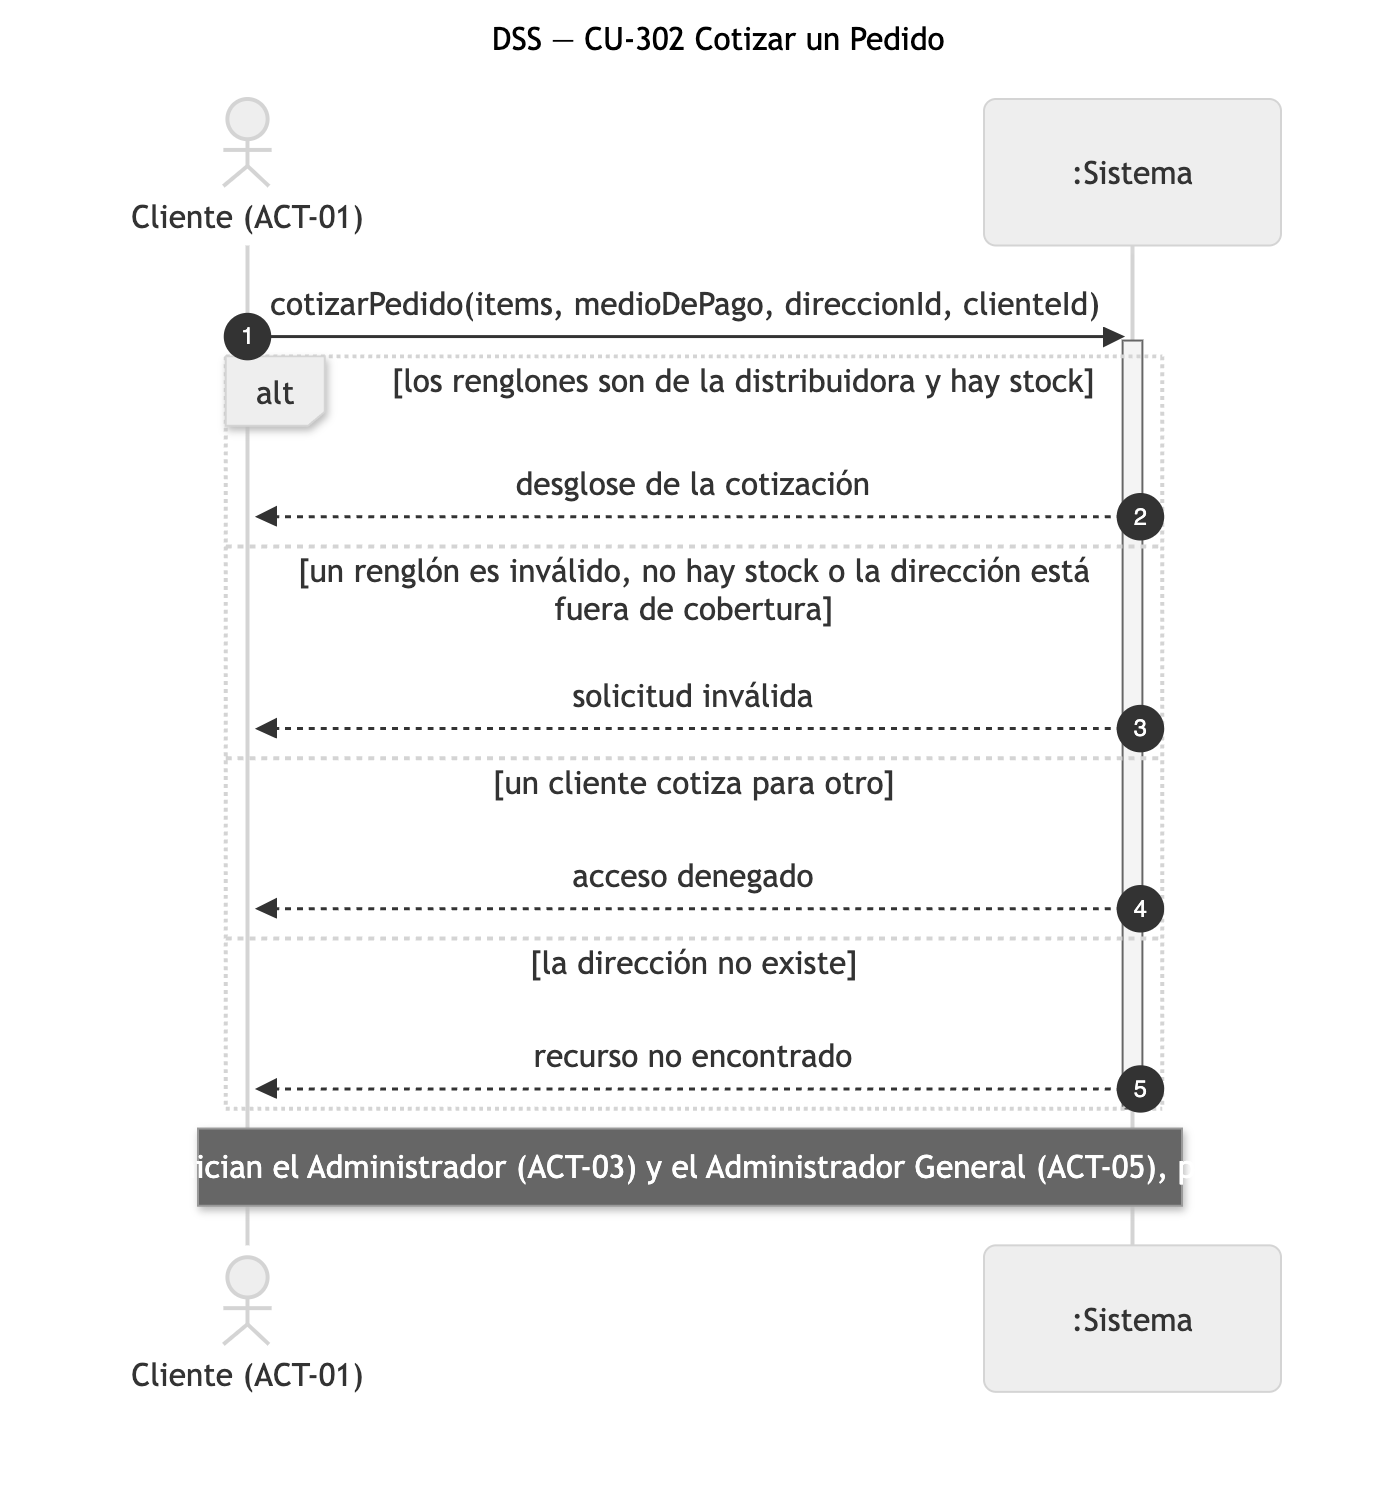 DSS – CU-302 Cotizar un Pedido
Cliente (ACT-01)
:Sistema
cotizarPedido(items, medioDePago, direccionId, clienteId)
1
alt
[los renglones son de la distribuidora y hay stock]
desglose de la cotización
2
[un renglón es inválido, no hay stock o la dirección está
fuera de cobertura]
solicitud inválida
3
[un cliente cotiza para otro]
acceso denegado
4
[la dirección no existe]
recurso no encontrado
5
ician el Administrador (ACT-03) y el Administrador General (ACT-05), p
Cliente (ACT-01)
:Sistema